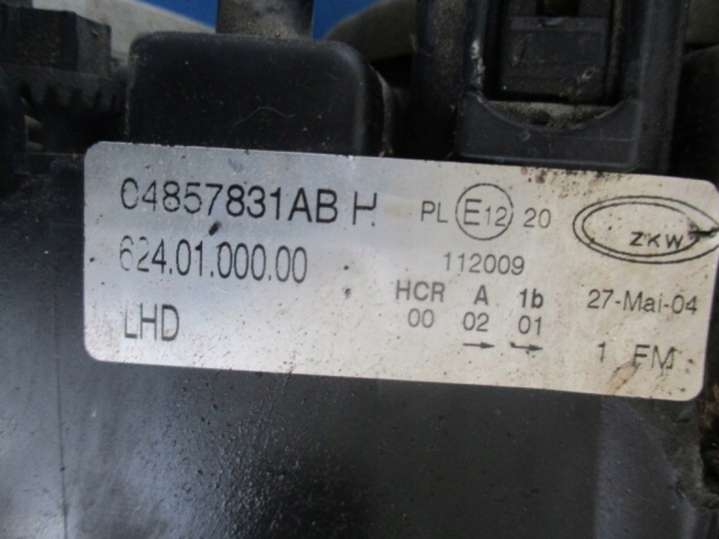 04857831AB H
624.01.000.00
LHD
PL E12 20
112009
HCR A 1b
00 02 01
→ ↦
ZKW
27-Mai-04
1 FM